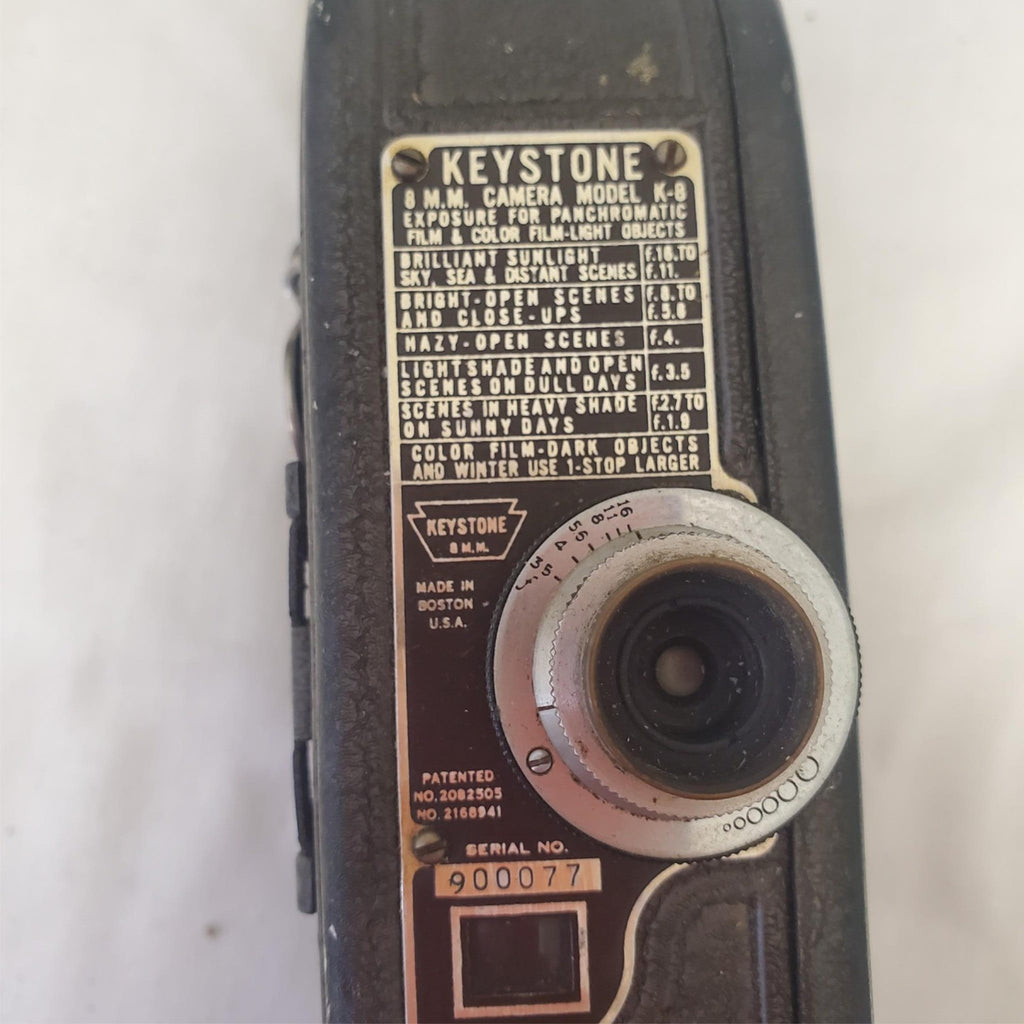 KEYSTONE
8 M.M. CAMERA MODEL K-8
EXPOSURE FOR PANCHROMATIC
FILM & COLOR FILM-LIGHT OBJECTS
BRILLIANT SUNLIGHT
SKY, SEA & DISTANT SCENES
f.16.TO
f.11.
BRIGHT-OPEN SCENES
AND CLOSE-UPS
f.8.TO
f.5.6
HAZY-OPEN SCENES f.4.
LIGHT SHADE AND OPEN
SCENES ON DULL DAYS
f.3.5
SCENES IN HEAVY SHADE
ON SUNNY DAYS
f.2.7 TO
f.1.9
COLOR FILM-DARK OBJECTS
AND WINTER USE 1-STOP LARGER
KEYSTONE
8 M.M.
MADE IN
BOSTON
U.S.A.
16 11 8 56 4 35 f
PATENTED
NO.2082505
NO.2168941
SERIAL NO.
900077